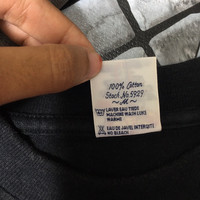 100% Cotton
Stock No. 5929
~M~
LAVER EAU TIEDE
MACHINE WASH LUKE
WARM
EAU DE JAVEL INTERDITE
NO BLEACH